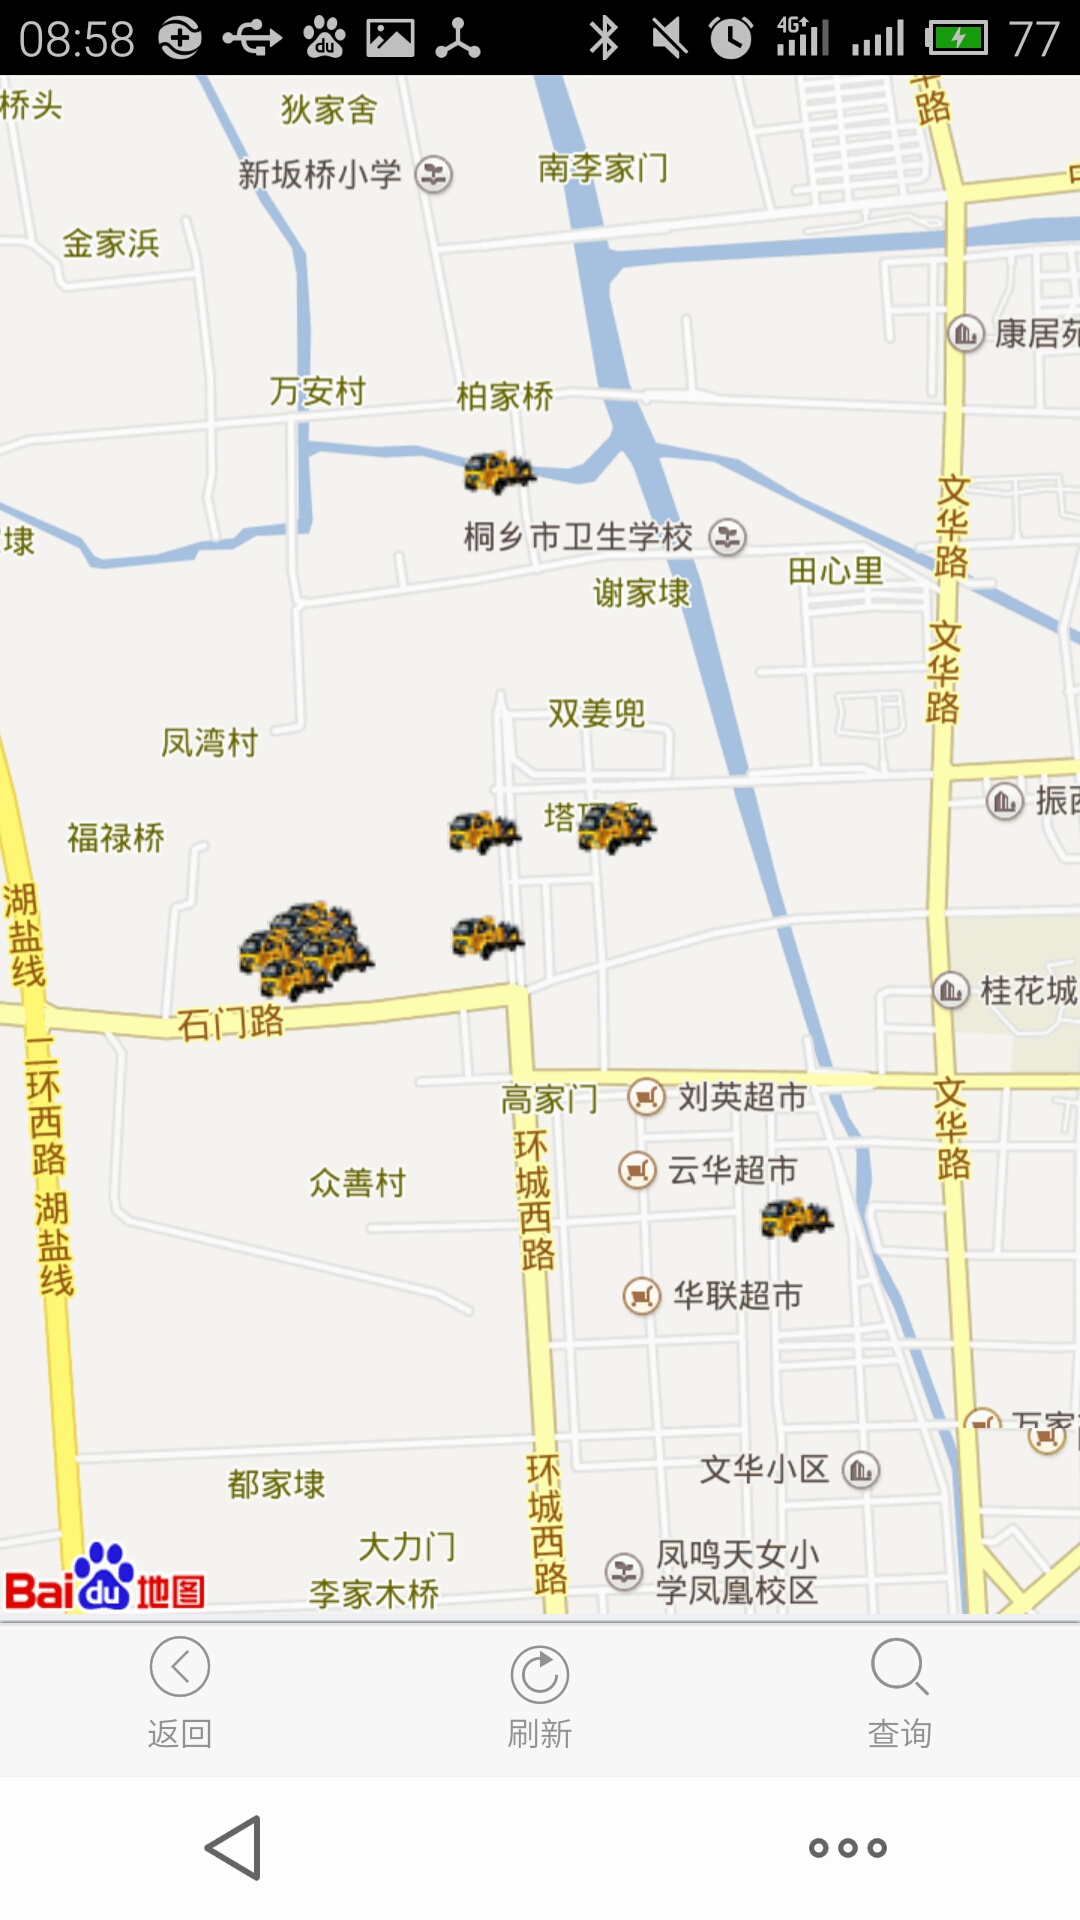 08:58
4G
77
桥头
狄家舍
新坂桥小学
南李家门
路
金家浜
康居苑
万安村
柏家桥
文华路
埭
桐乡市卫生学校
田心里
谢家埭
文华路
双姜兜
凤湾村
振西
塔
福禄桥
湖盐线
桂花城
石门路
二环西路
高家门
刘英超市
文华路
环城西路
云华超市
众善村
湖盐线
华联超市
万家
文华小区
环城西路
都家埭
大力门
凤鸣天女小
学凤凰校区
李家木桥
Bai du 地图
返回
刷新
查询